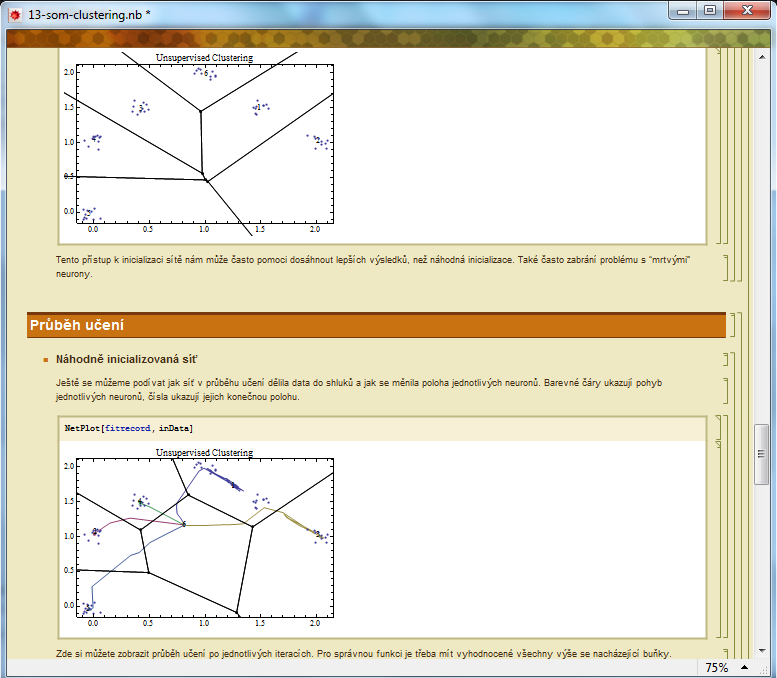 13-som-clustering.nb *
Unsupervised Clustering
2.0
1.5
1.0
0.5
0.0
6
0.0 0.5 1.0 1.5 2.0
Tento přístup k inicializaci sítě nám může často pomoci dosáhnout lepších výsledků, než náhodná inicializace. Také často zabrání problému s "mrtvými"
neurony.
Průběh učení
Náhodně inicializovaná síť
Ještě se můžeme podívat jak síť v průběhu učení dělila data do shluků a jak se měnila poloha jednotlivých neuronů. Barevné čáry ukazují pohyb
jednotlivých neuronů, čísla ukazují jejich konečnou polohu.
NetPlot[fitrecord, inData]
Unsupervised Clustering
2.0
1.5
1.0
0.5
0.0
0.0 0.5 1.0 1.5 2.0
Zde si můžete zobrazit průběh učení po jednotlivých iteracích. Pro správnou funkci je třeba mít vyhodnocené všechny výše se nacházející buňky.
75%